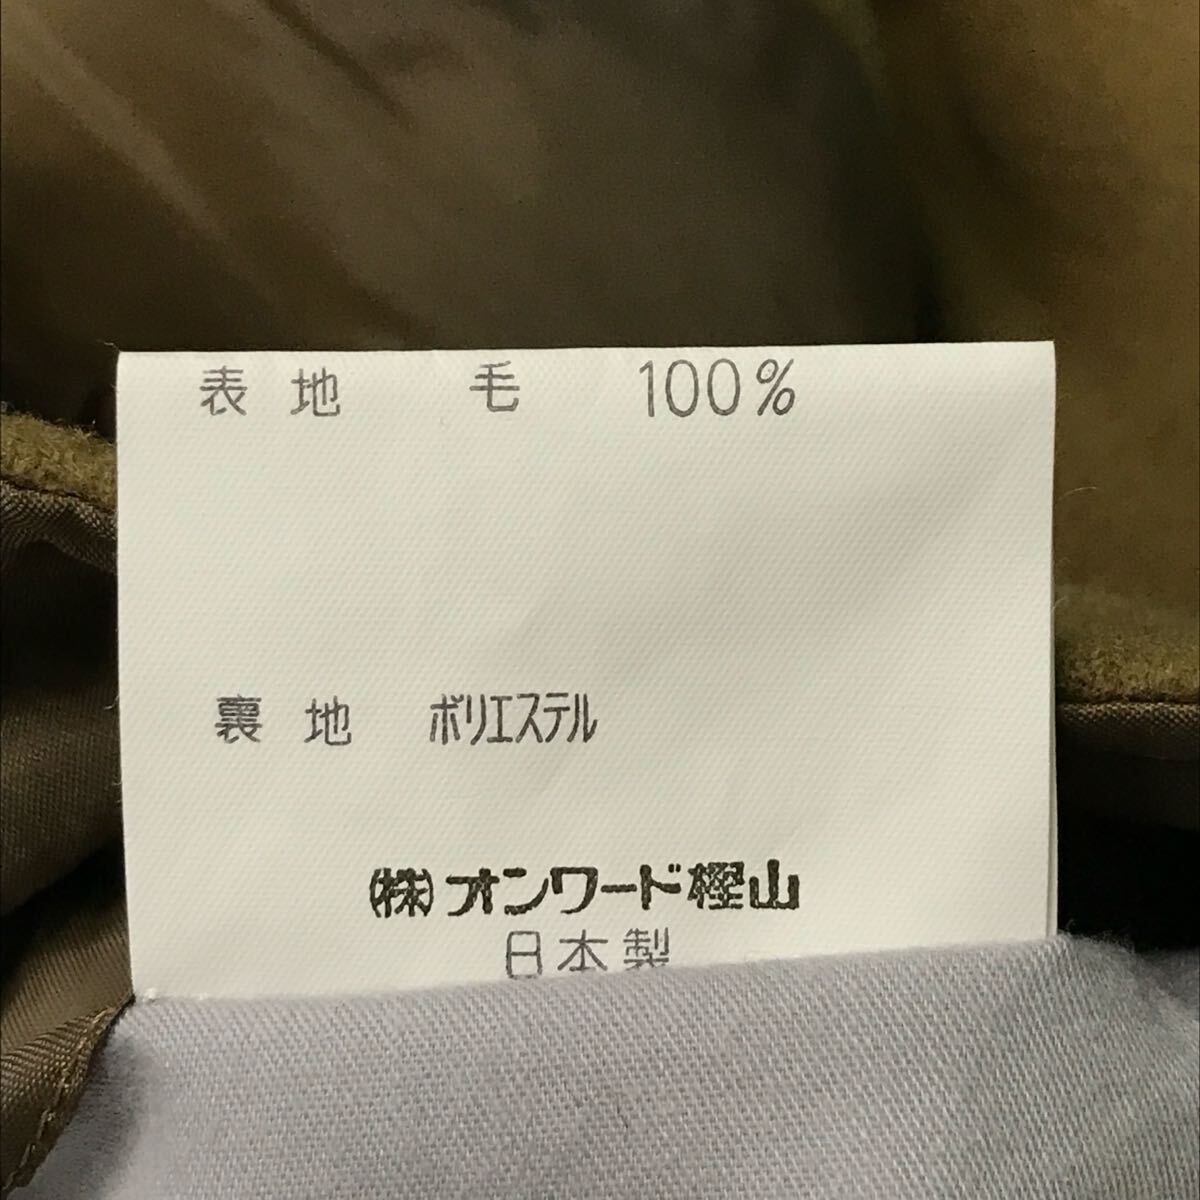 表地 毛 100%
裏地 ポリエステル
(株)オンワード樫山
日本製